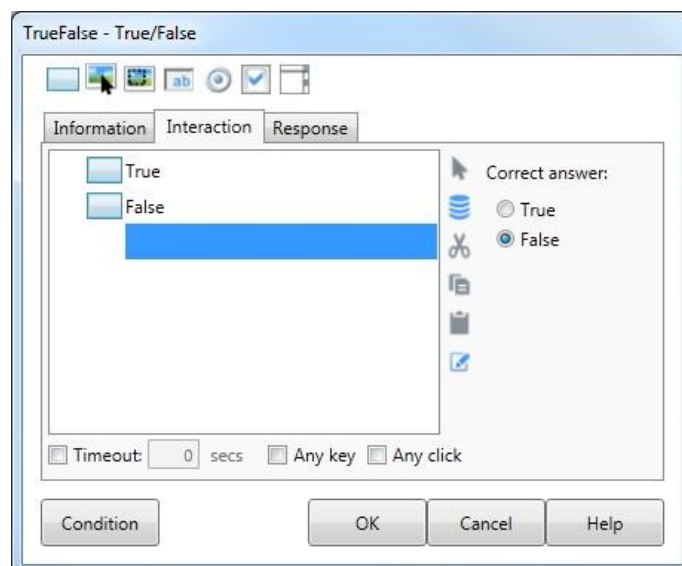 TrueFalse - True/False
ab
Information Interaction Response
True
False
Correct answer:
True
False
Timeout: 0 secs Any key Any click
Condition OK Cancel Help